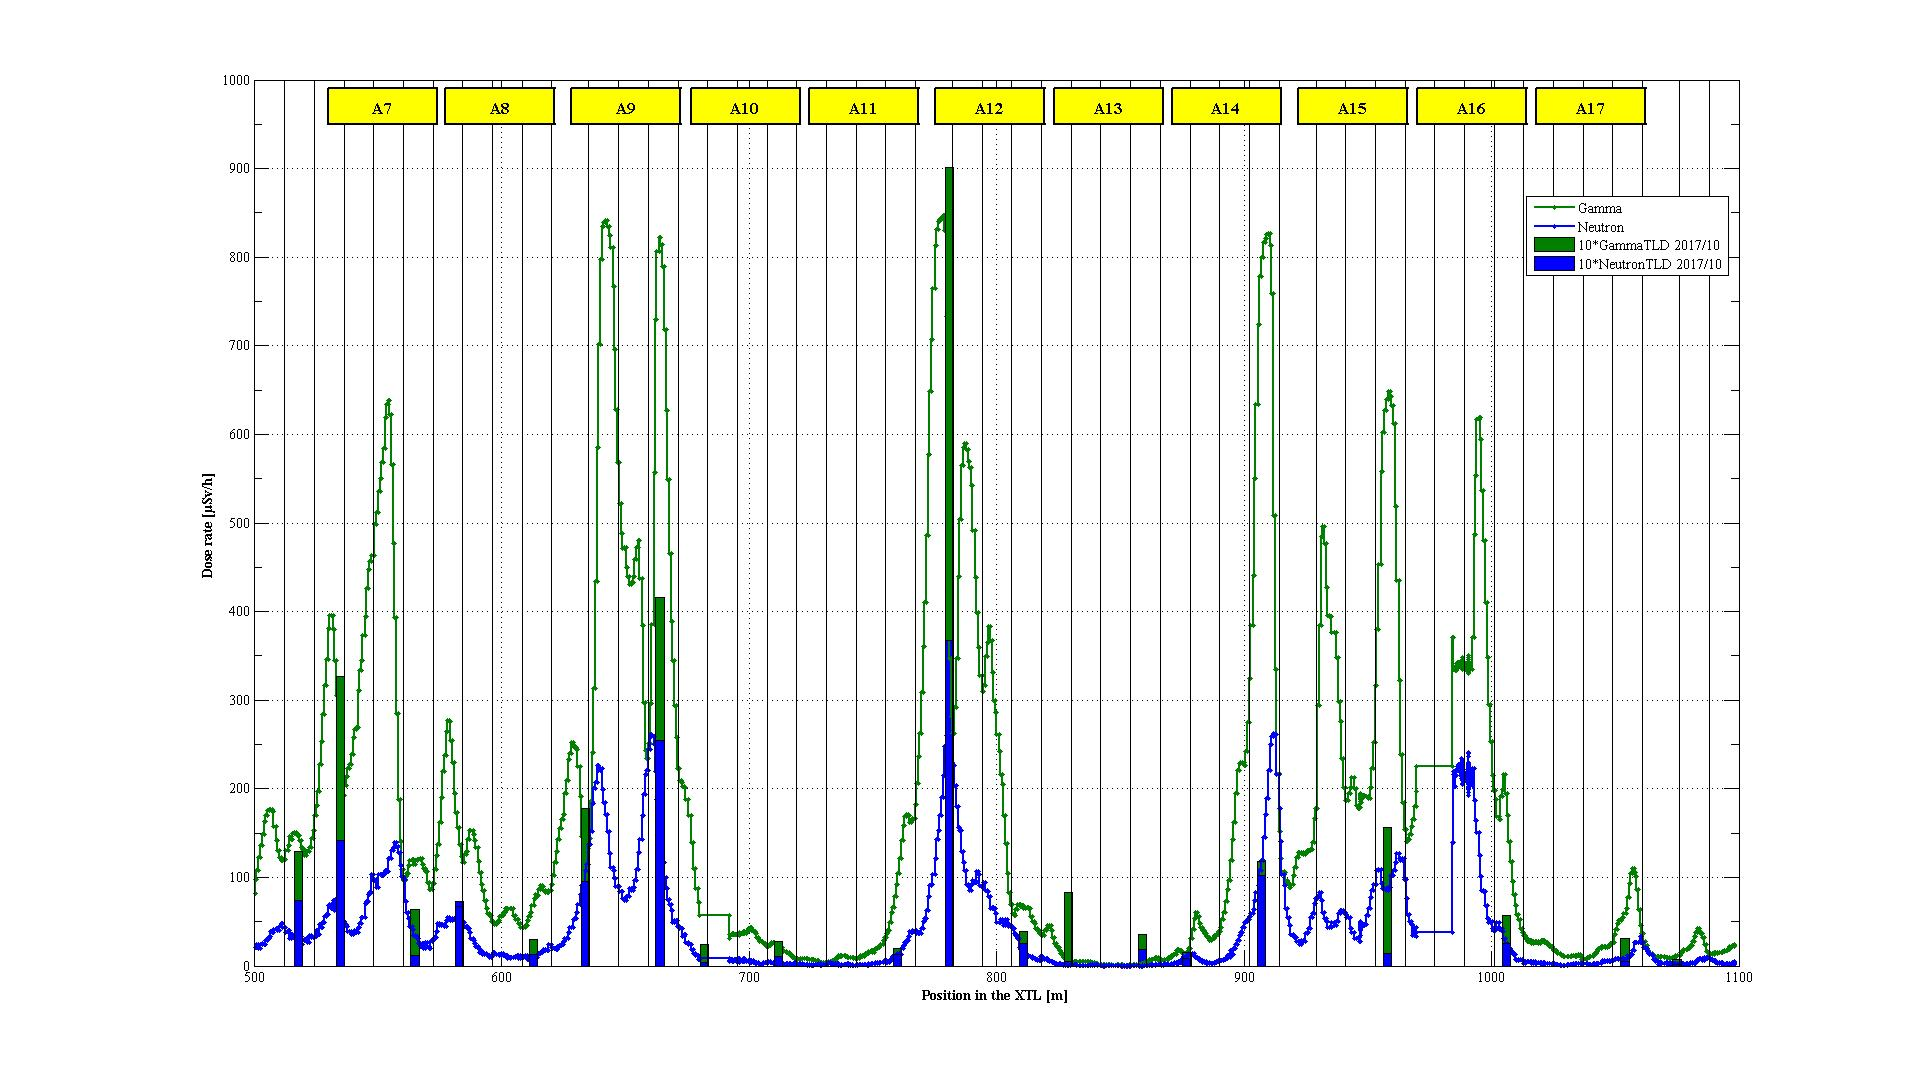 1000
A7 A8 A9 A10 A11 A12 A13 A14 A15 A16 A17
900
Gamma
Neutron
10*GammaTLD 2017/10
10*NeutronTLD 2017/10
800
700
600
500
400
300
200
100
0
Dose rate [µSv/h]
500 600 700 800 900 1000 1100
Position in the XTL [m]